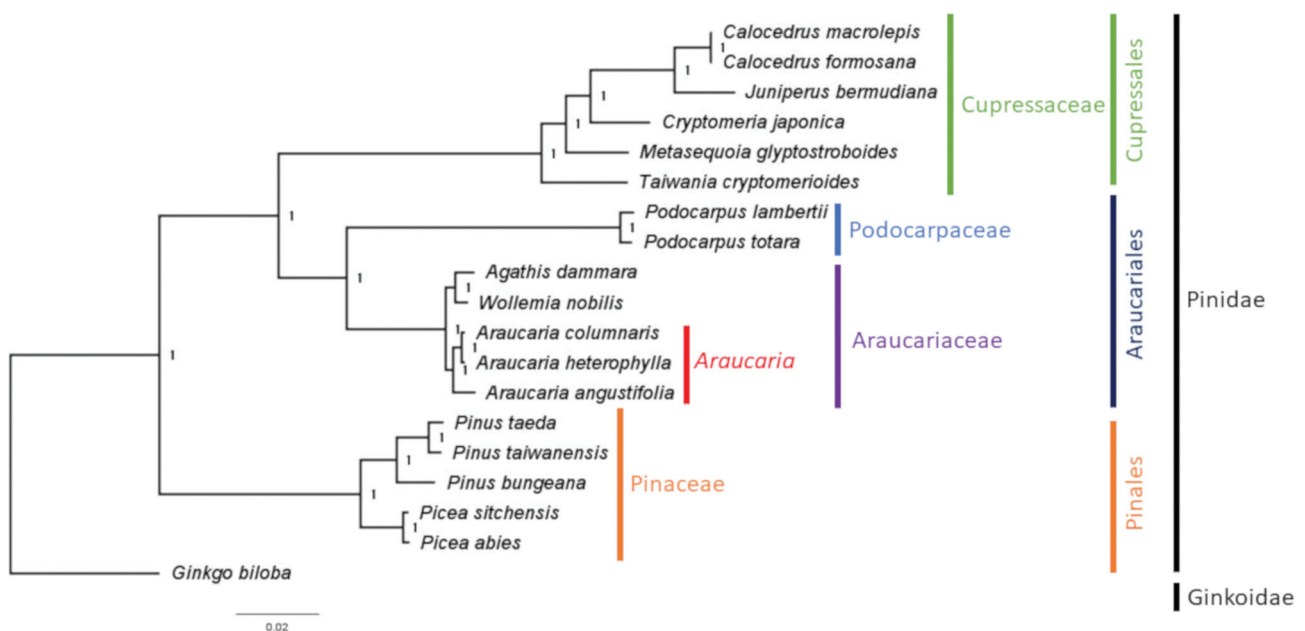 Calocedrus macrolepis
1
Calocedrus formosana
1
Juniperus bermudiana
Cupressaceae
Cupressales
1
Cryptomeria japonica
1
Metasequoia glyptostroboides
Taiwania cryptomerioides
1
Podocarpus lambertii
1
Podocarpus totara
Podocarpaceae
1
Agathis dammara
1
Wollemia nobilis
1
Araucaria columnaris
1
Araucaria heterophylla
1
Araucaria angustifolia
Araucaria
Araucariaceae
Araucariales
Pinidae
1
Pinus taeda
1
Pinus taiwanensis
1
Pinus bungeana
Pinaceae
Pinales
1
Picea sitchensis
1
Picea abies
Ginkgo biloba
Ginkoidae
0.02